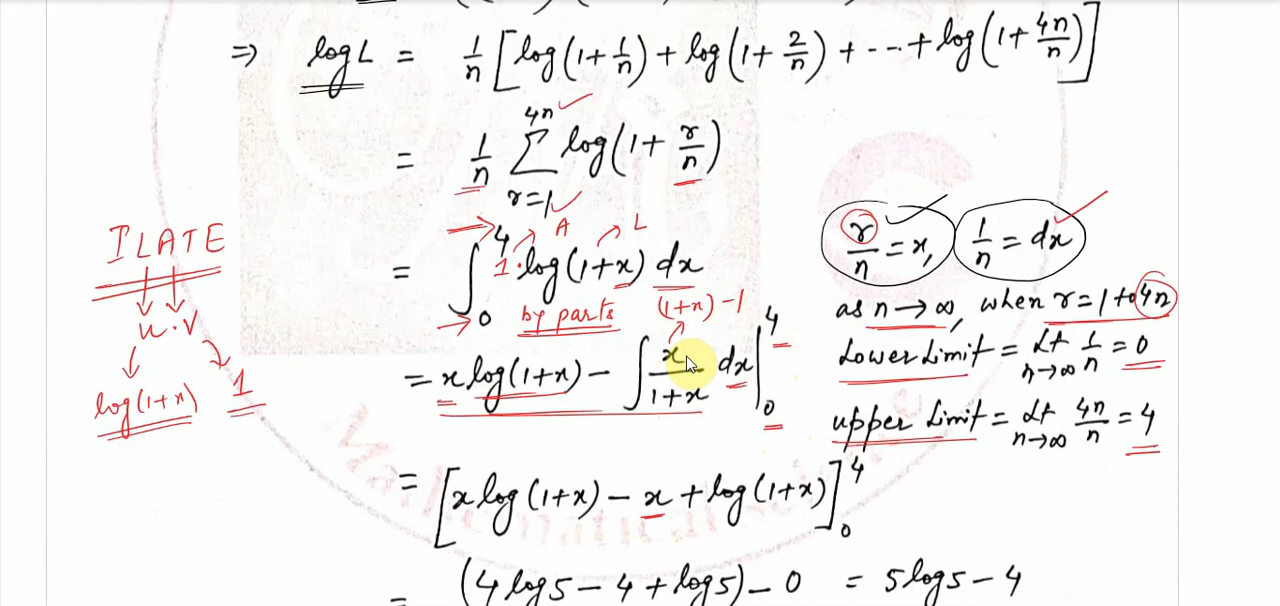 ⇒ log L = 1/n [log(1+1/n) + log(1+2/n) + --- + log(1+4n/n)]
= 1/n Σ_{r=1}^{4n} log(1+r/n)
A L
= ∫_0^4 1·log(1+x) dx
by parts (1+x)-1
= x log(1+x) - ∫ x/(1+x) dx |_0^4
= [x log(1+x) - x + log(1+x)]_0^4
= (4 log5 - 4 + log5) - 0 = 5 log5 - 4
ILATE
u.v
log(1+x) 1
r/n = x, 1/n = dx
as n→∞, when r=1 to 4n
Lower Limit = Lt_{n→∞} 1/n = 0
upper Limit = Lt_{n→∞} 4n/n = 4